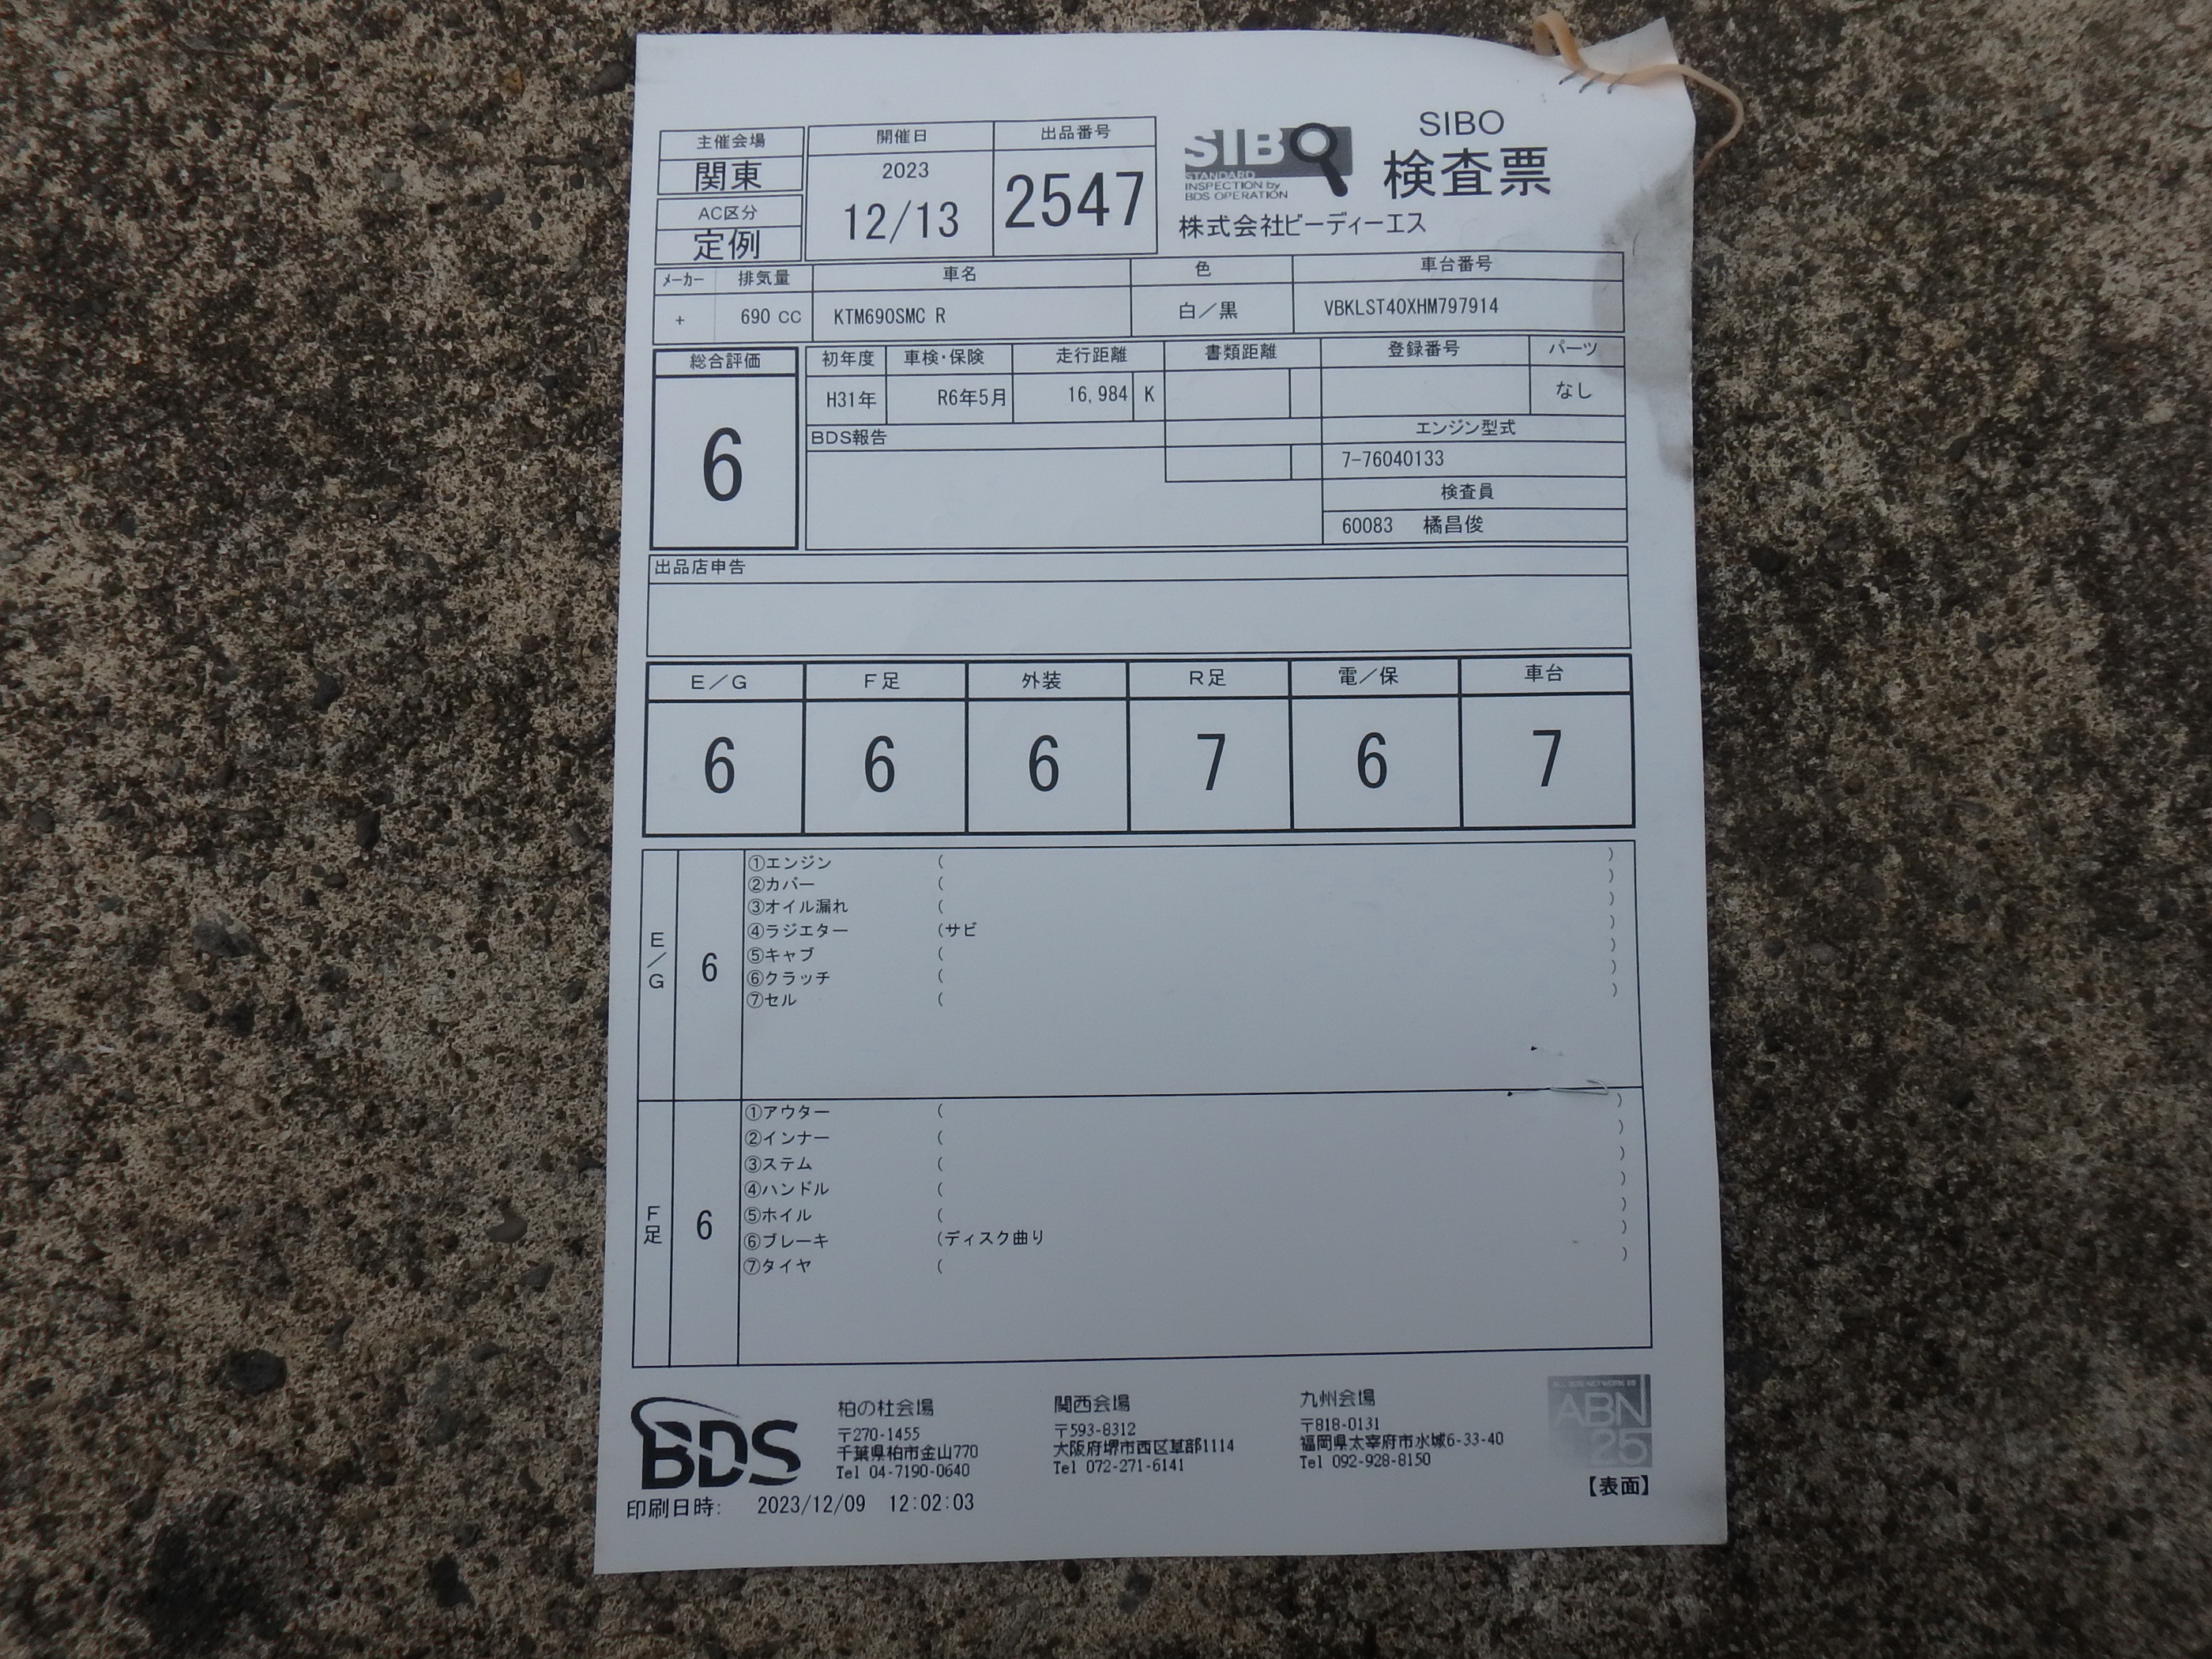 主催会場
関東
AC区分
定例
開催日
2023
12/13
出品番号
2547
SIBO
STANDARD
INSPECTION by
BDS OPERATION
SIBO
検査票
株式会社ビーディーエス
メーカー 排気量 車名 色 車台番号
+ 690 CC KTM690SMC R 白／黒 VBKLST40XHM797914
総合評価
6
初年度 車検・保険 走行距離 書類距離 登録番号 パーツ
H31年 R6年5月 16,984 K なし
BDS報告
エンジン型式
7-76040133
検査員
60083 橘昌俊
出品店申告
E／G F足 外装 R足 電／保 車台
6 6 6 7 6 7
E／G
6
①エンジン ( )
②カバー ( )
③オイル漏れ ( )
④ラジエター (サビ )
⑤キャブ ( )
⑥クラッチ ( )
⑦セル ( )
F足
6
①アウター ( )
②インナー ( )
③ステム ( )
④ハンドル ( )
⑤ホイル ( )
⑥ブレーキ (ディスク曲り )
⑦タイヤ ( )
BDS
柏の杜会場
〒270-1455
千葉県柏市金山770
Tel 04-7190-0640
関西会場
〒593-8312
大阪府堺市西区草部1114
Tel 072-271-6141
九州会場
〒818-0131
福岡県太宰府市水城6-33-40
Tel 092-928-8150
ABN
25
【表面】
印刷日時: 2023/12/09 12:02:03